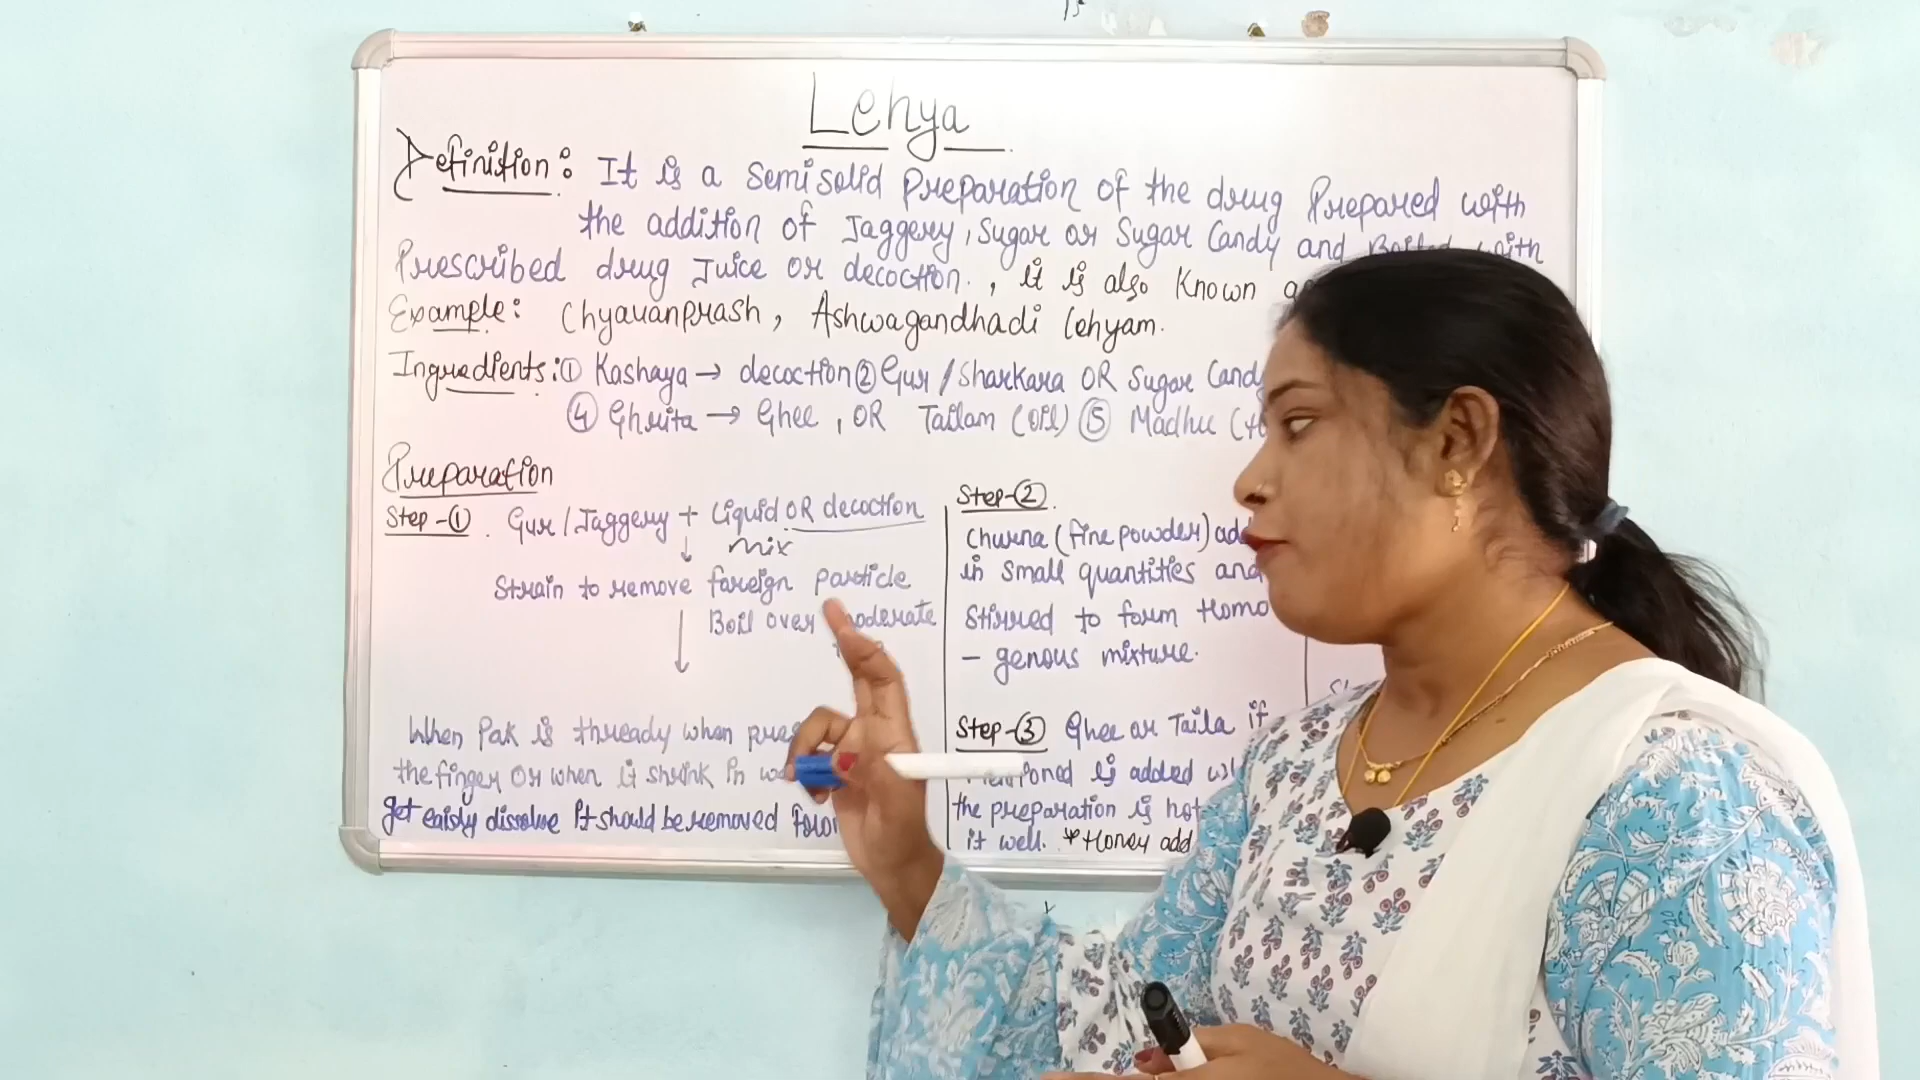 Lehya
Definition: It is a Semisolid Preparation of the drug Prepared with
the addition of Jaggery, Sugar or Sugar Candy and Boiled with
Prescribed drug Juice or decoction., it is also Known
Example: Chyavanprash, Ashwagandhadi Lehyam.
Ingredients: ① Kashaya → decoction ② Gur / Sharkara OR Sugar Candy
④ Ghrita → Ghee, OR Tailam (oil) ⑤ Madhu
Preparation
Step-① . Gur/Jaggery + Liquid OR decoction
↓ mix
Strain to remove foreign particle
↓ Boil over moderate
When Pak is thready when
the finger or when it shrink in
get eaisly dissolve It should be removed
Step-②.
Churna (fine powder)
in small quantities and
Stirred to form Homo
- genous mixture.
Step-③ Ghee or Taila if
is added
the preparation is hot
it well. * Honey add